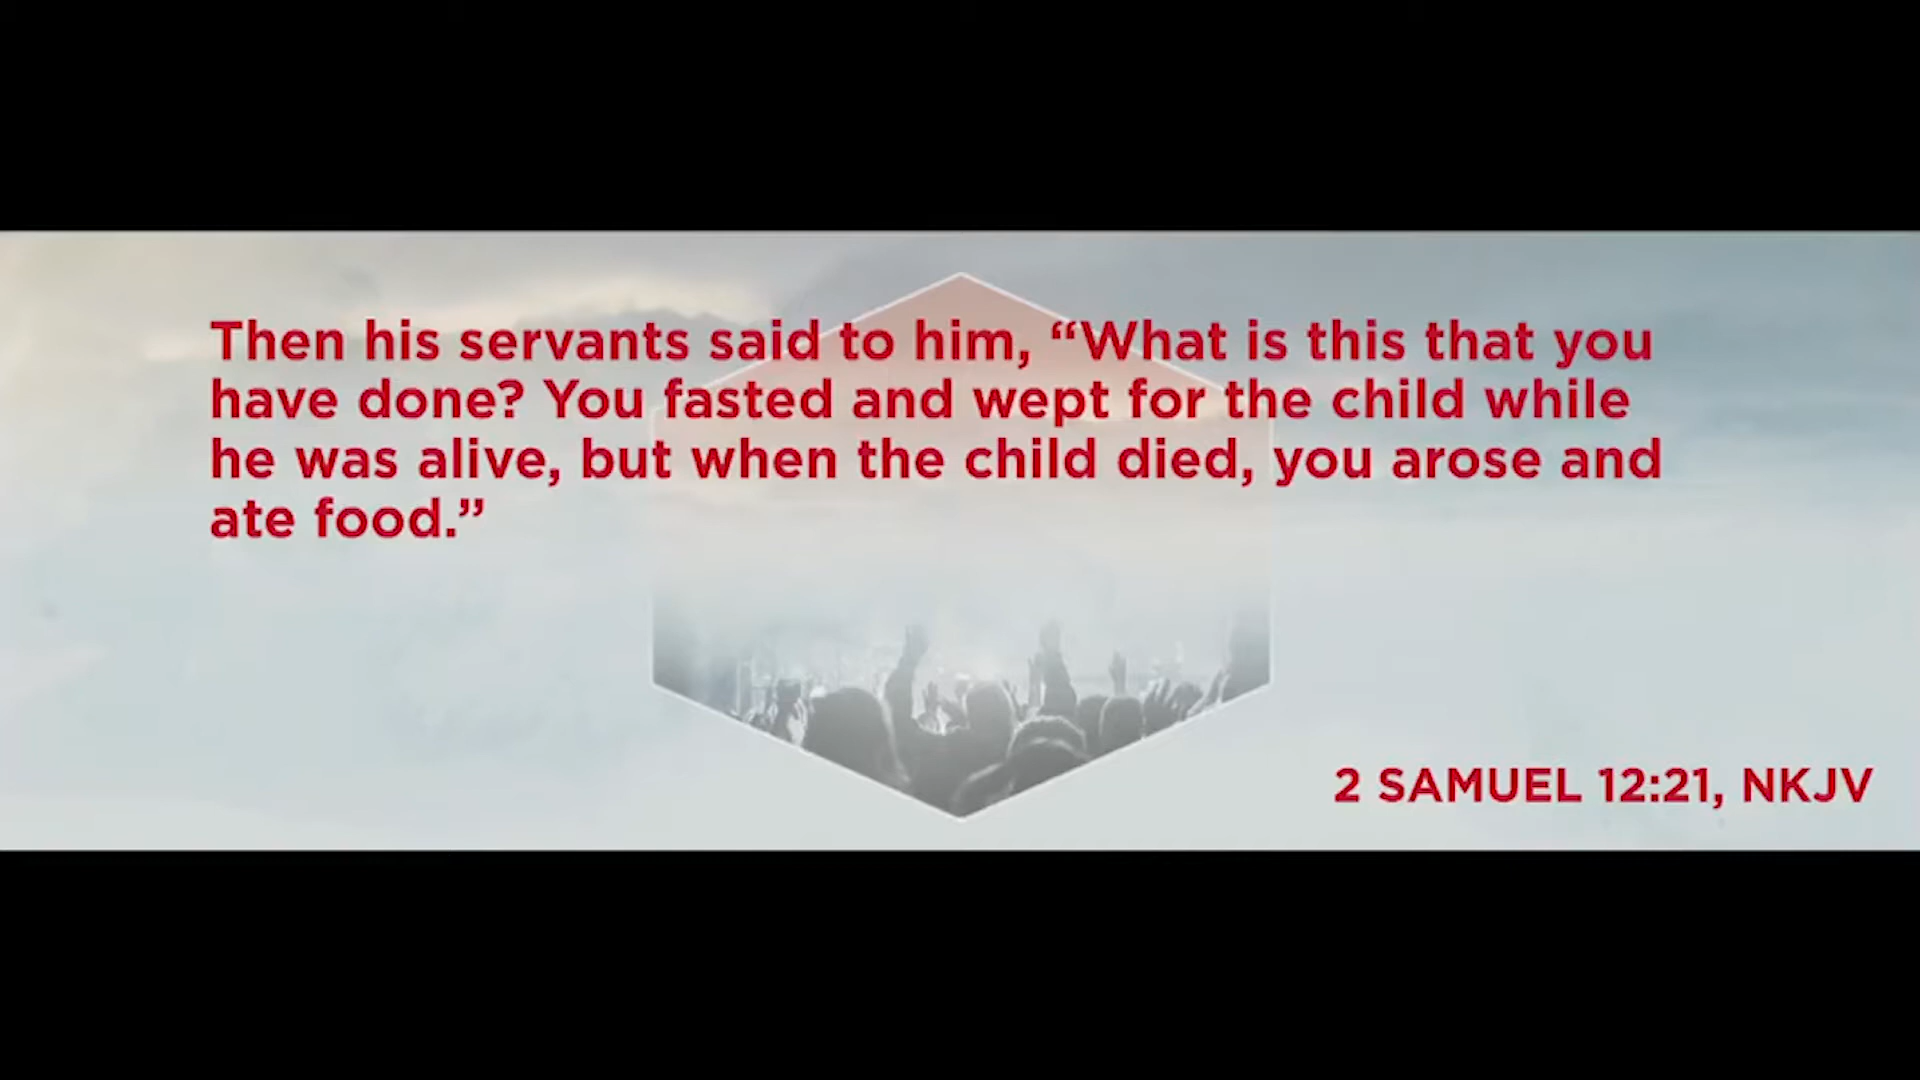 Then his servants said to him, “What is this that you
have done? You fasted and wept for the child while
he was alive, but when the child died, you arose and
ate food.”
2 SAMUEL 12:21, NKJV